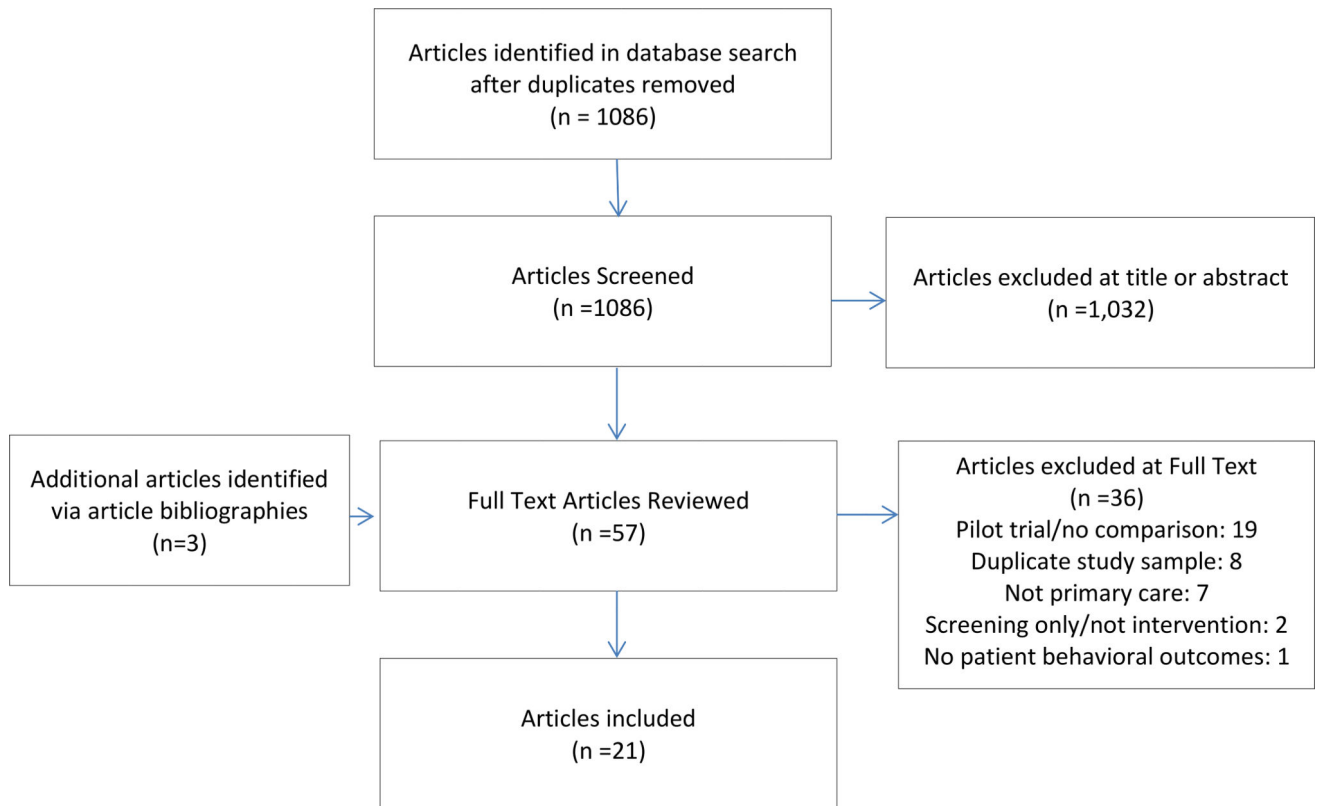 Articles identified in database search
after duplicates removed
(n = 1086)
Articles Screened
(n =1086)
Articles excluded at title or abstract
(n =1,032)
Additional articles identified
via article bibliographies
(n=3)
Full Text Articles Reviewed
(n =57)
Articles excluded at Full Text
(n =36)
Pilot trial/no comparison: 19
Duplicate study sample: 8
Not primary care: 7
Screening only/not intervention: 2
No patient behavioral outcomes: 1
Articles included
(n =21)